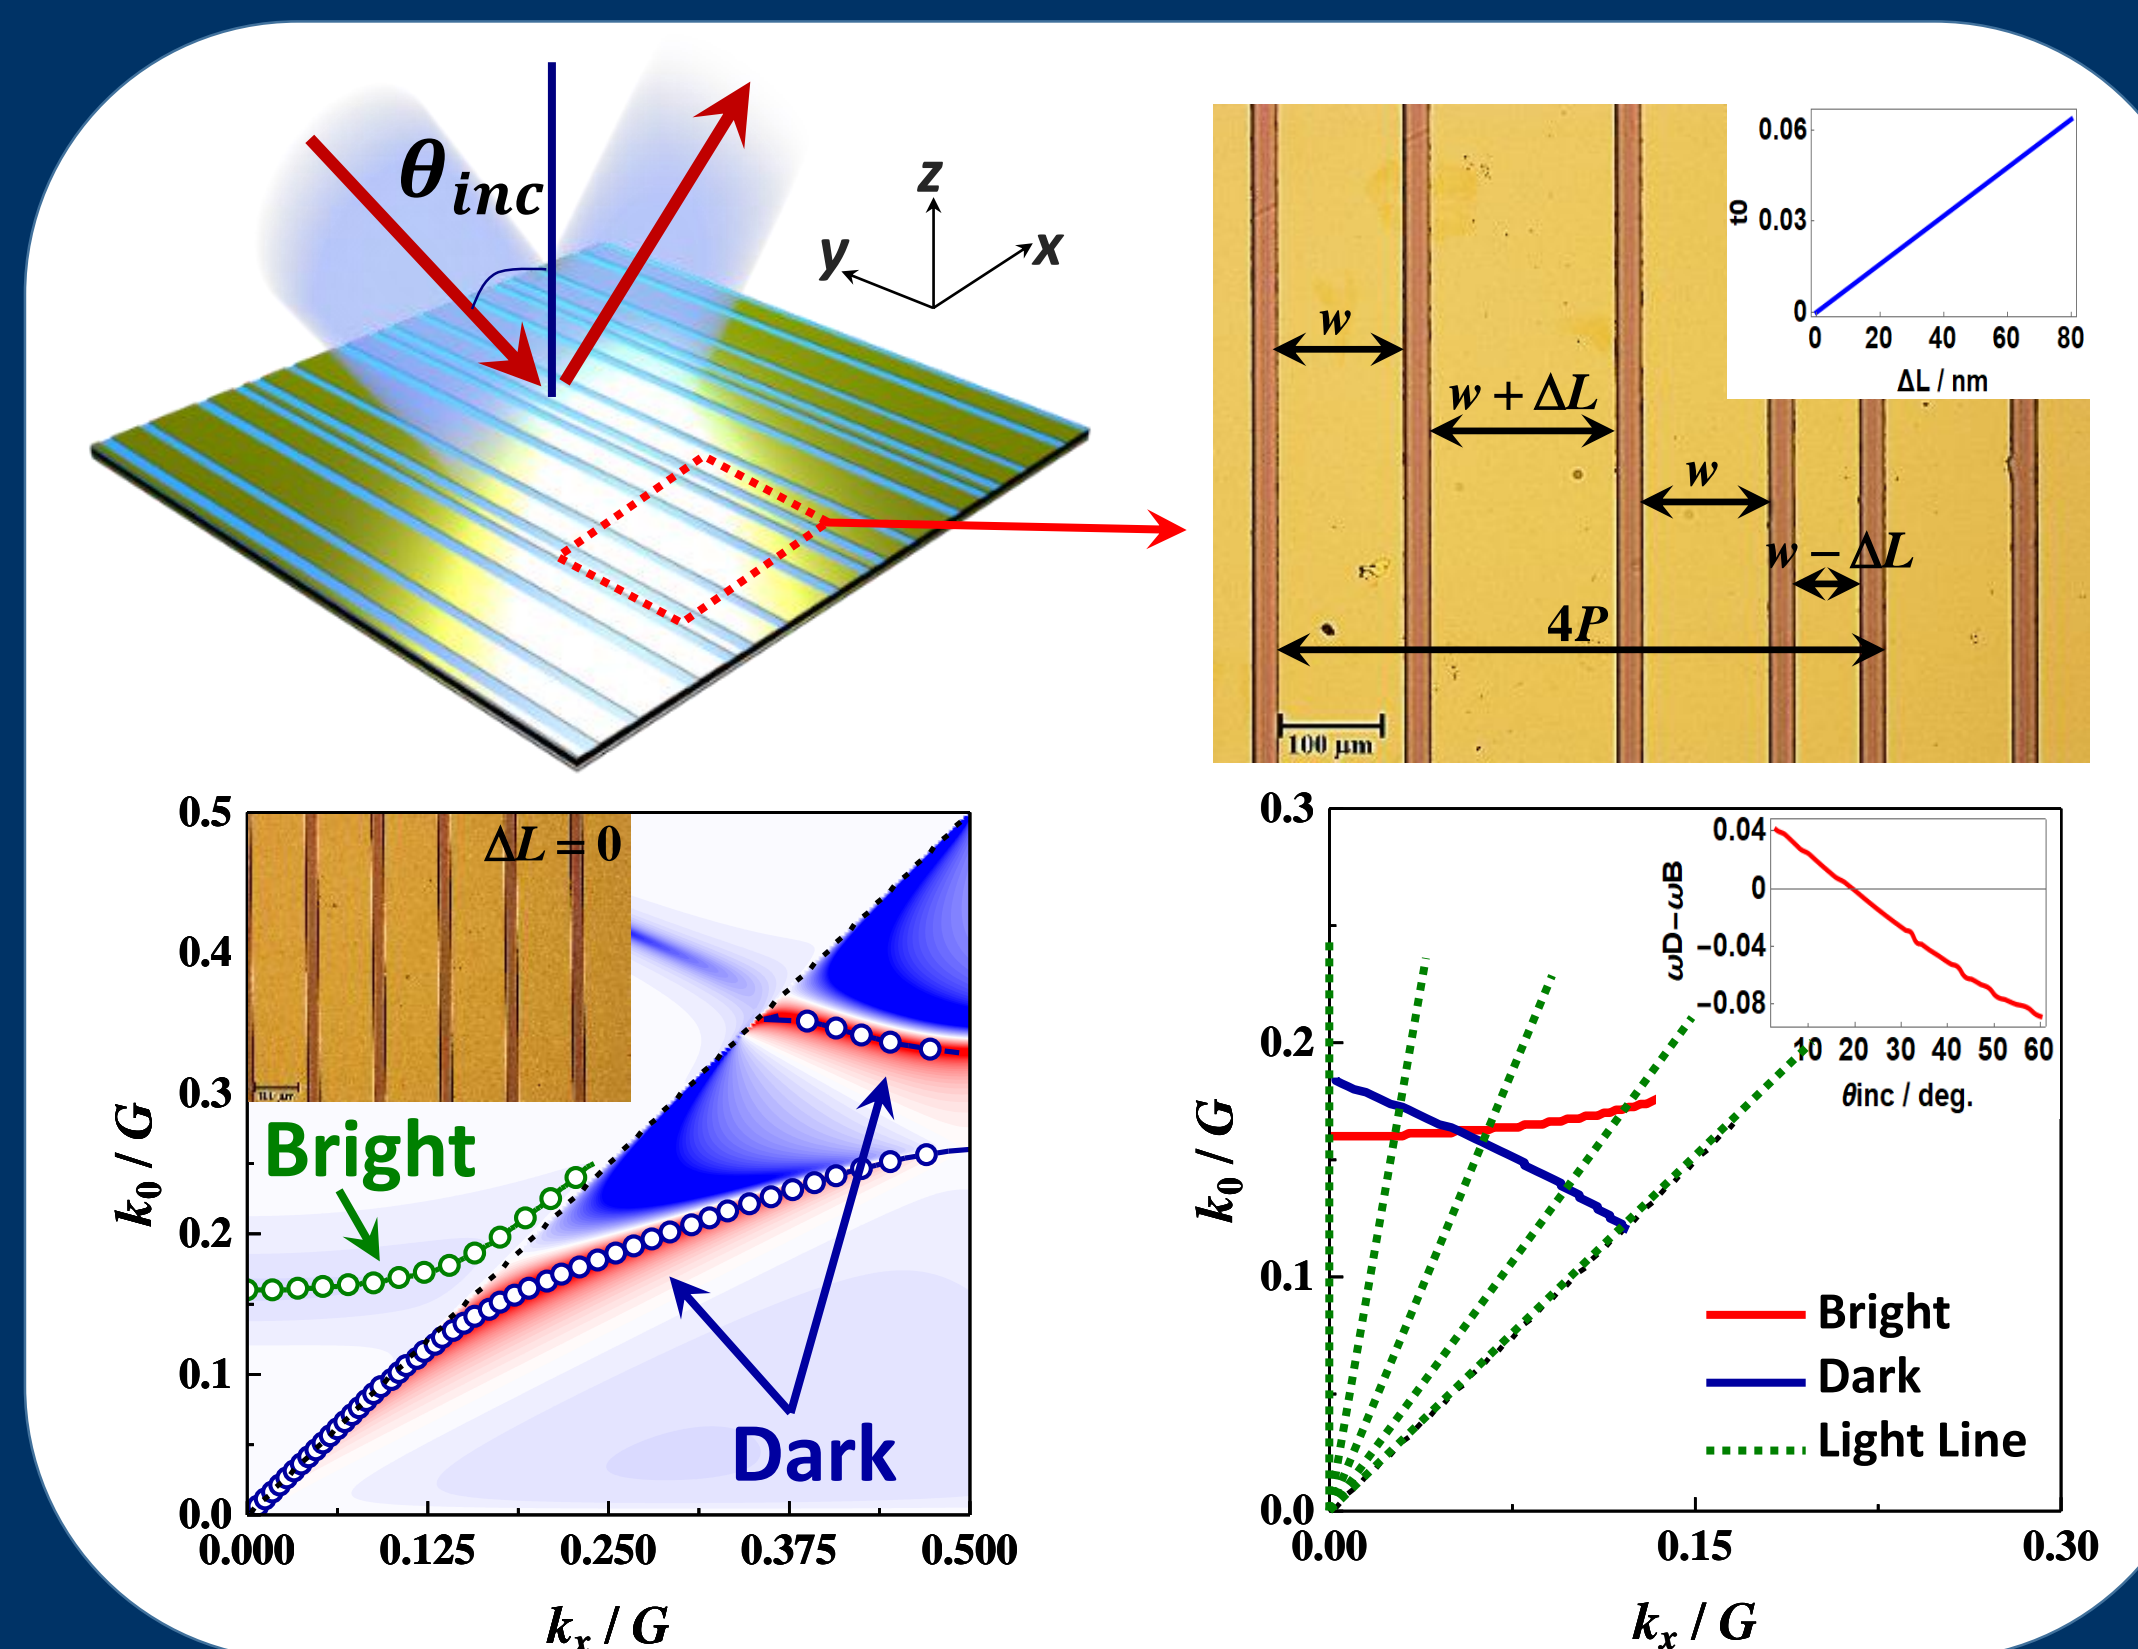 θinc
z
y
x
w
w + ΔL
w
w − ΔL
4P
100 μm
0.06
0.03
0
t0
0
20
40
60
80
ΔL / nm
0.5
0.4
0.3
0.2
0.1
0.0
k0 / G
ΔL = 0
Bright
Dark
0.000
0.125
0.250
0.375
0.500
kx / G
0.3
0.2
0.1
0.0
k0 / G
0.04
0
−0.04
−0.08
ωD−ωB
10
20
30
40
50
60
θinc / deg.
Bright
Dark
Light Line
0.00
0.15
0.30
kx / G